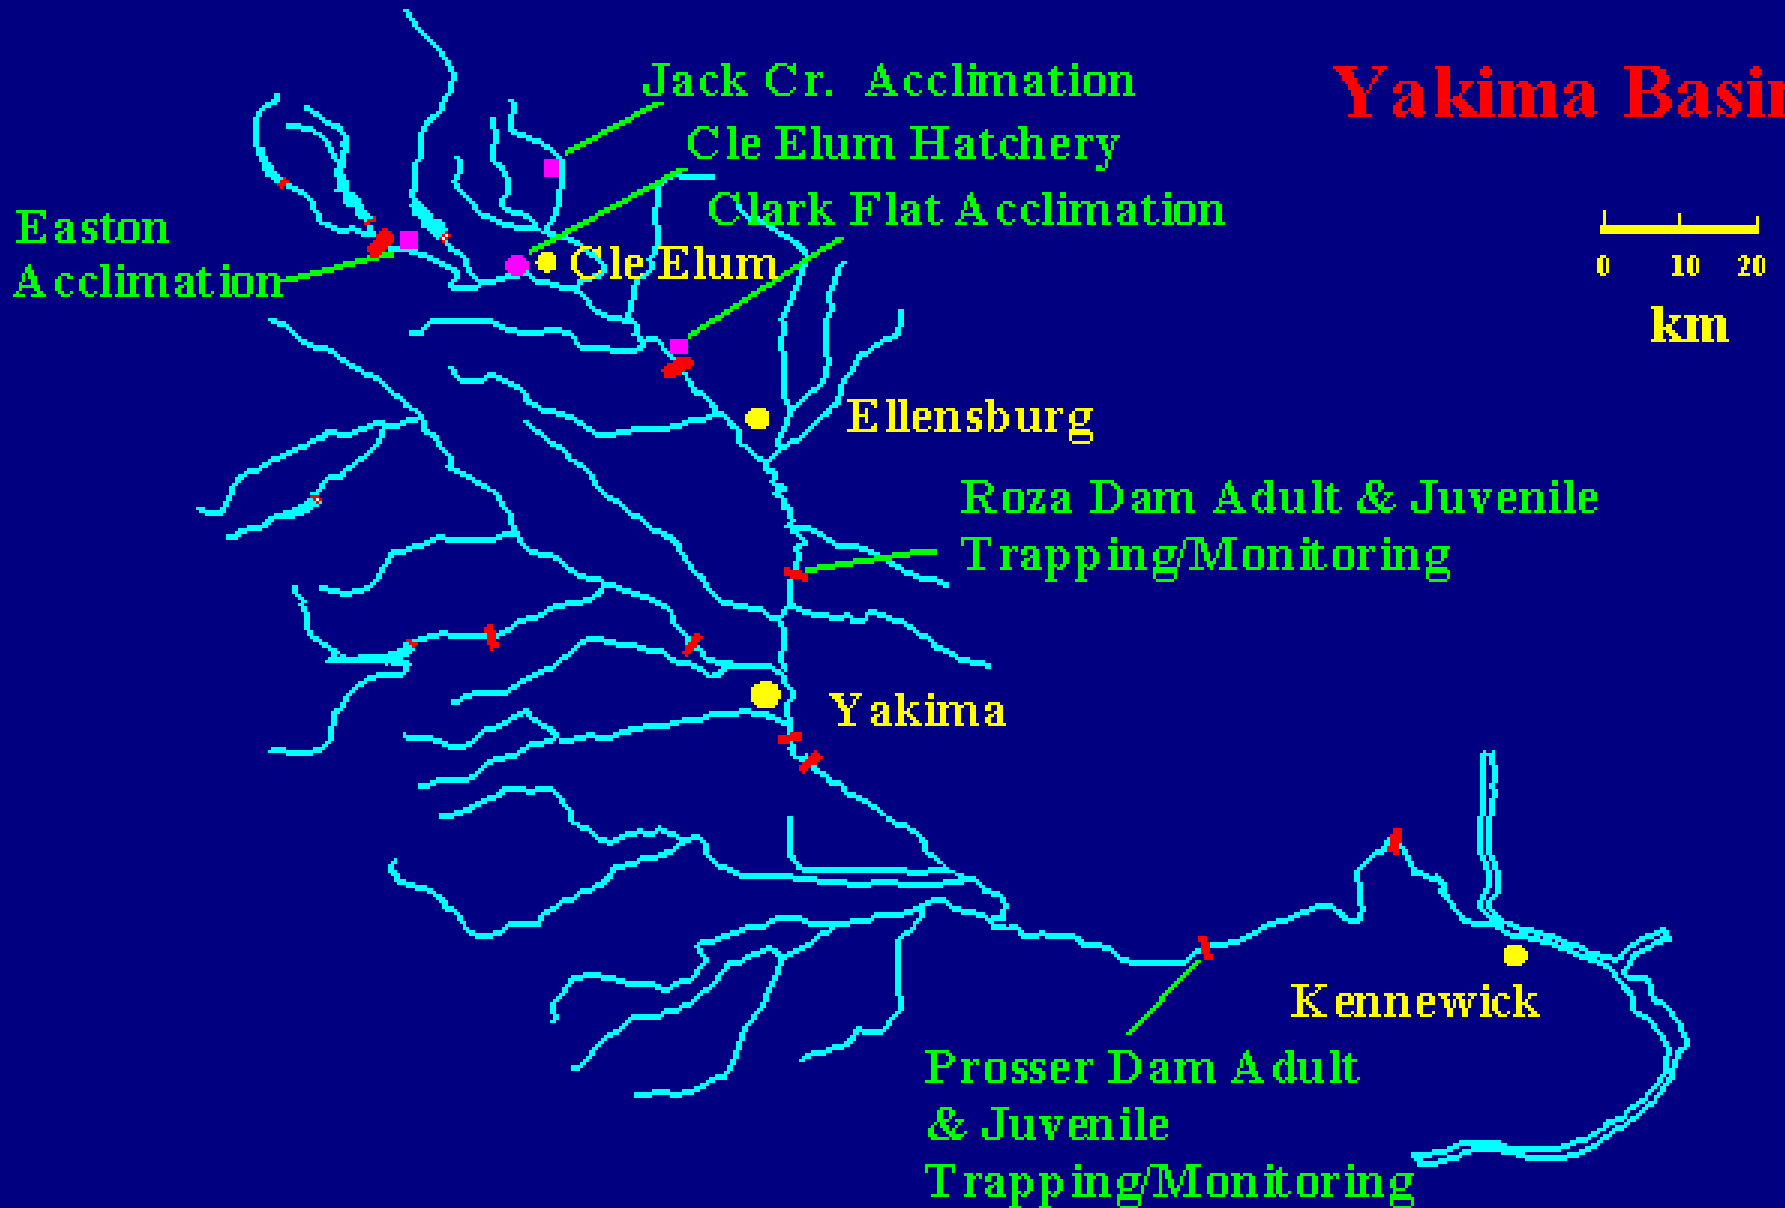 Jack Cr. Acclimation
Yakima Basin
Cle Elum Hatchery
Clark Flat Acclimation
Easton
Acclimation
Cle Elum
0 10 20
km
Ellensburg
Roza Dam Adult & Juvenile
Trapping/Monitoring
Yakima
Kennewick
Prosser Dam Adult
& Juvenile
Trapping/Monitoring